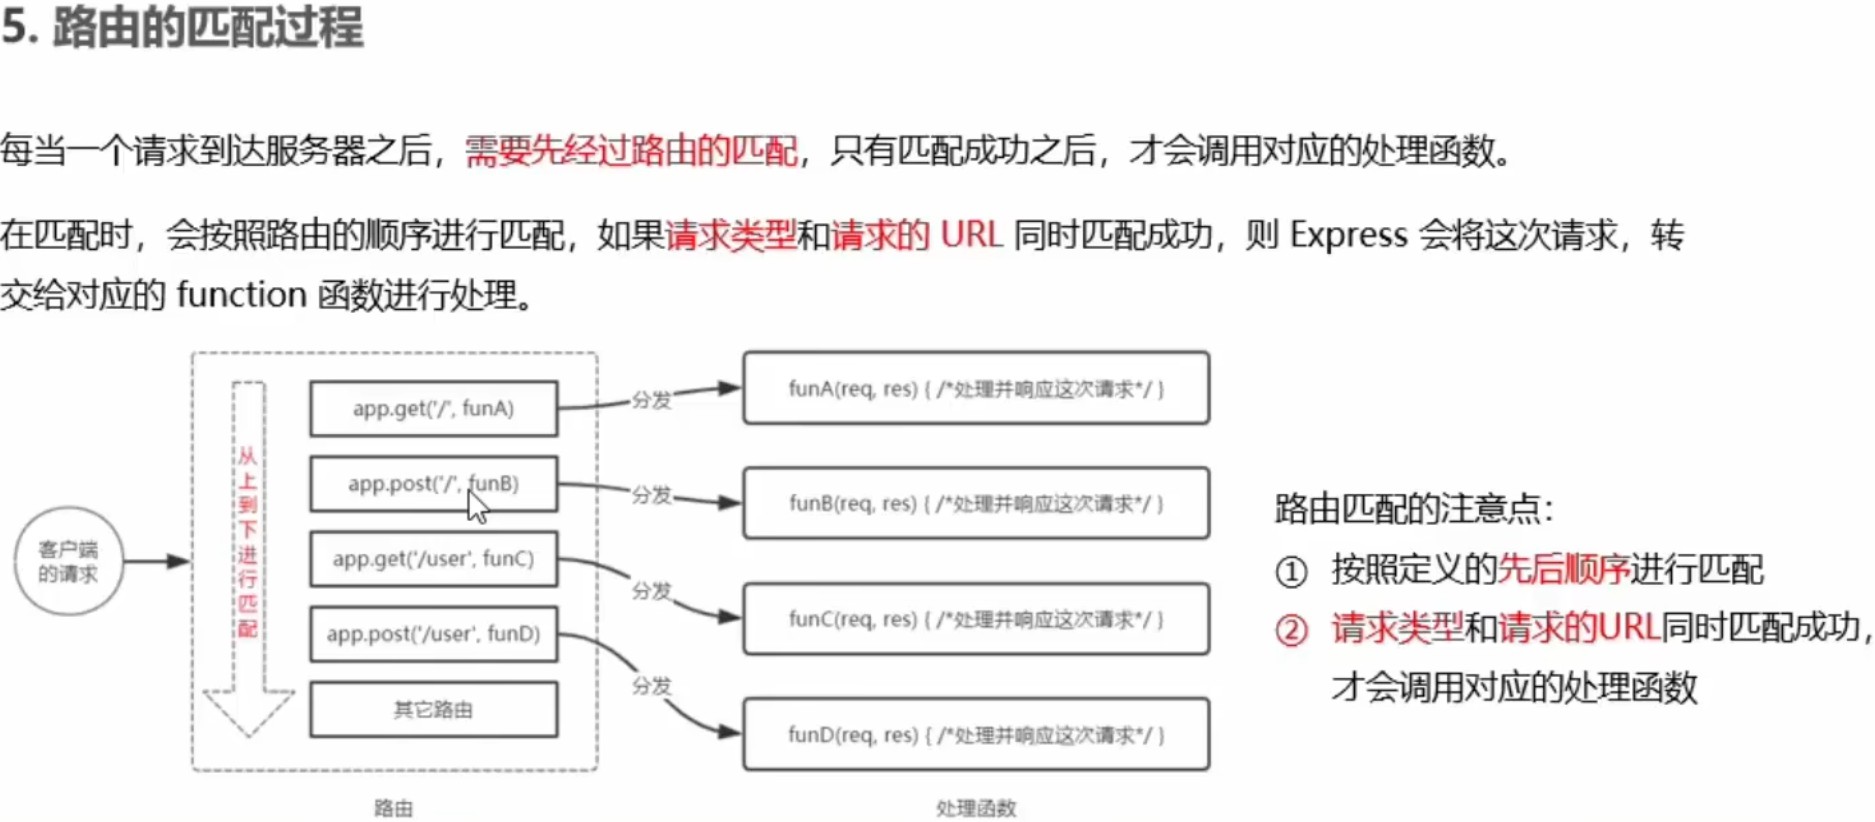 5. 路由的匹配过程
每当一个请求到达服务器之后，需要先经过路由的匹配，只有匹配成功之后，才会调用对应的处理函数。
在匹配时，会按照路由的顺序进行匹配，如果请求类型和请求的 URL 同时匹配成功，则 Express 会将这次请求，转
交给对应的 function 函数进行处理。
客户端
的请求
从上到下进行匹配
app.get('/', funA)
app.post('/', funB)
app.get('/user', funC)
app.post('/user', funD)
其它路由
路由
分发
分发
分发
分发
funA(req, res) { /*处理并响应这次请求*/ }
funB(req, res) { /*处理并响应这次请求*/ }
funC(req, res) { /*处理并响应这次请求*/ }
funD(req, res) { /*处理并响应这次请求*/ }
处理函数
路由匹配的注意点：
① 按照定义的先后顺序进行匹配
② 请求类型和请求的URL同时匹配成功，
才会调用对应的处理函数